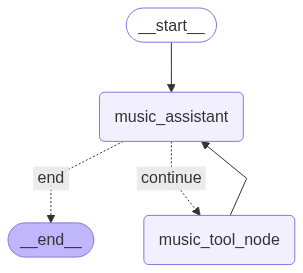 __start__
music_assistant
end
continue
__end__
music_tool_node